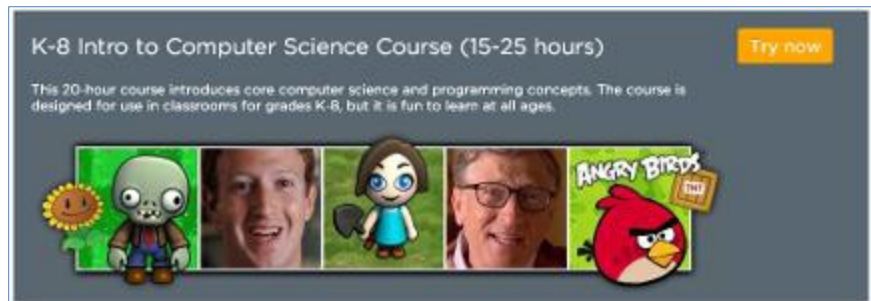 K-8 Intro to Computer Science Course (15-25 hours)
Try now
This 20-hour course introduces core computer science and programming concepts. The course is
designed for use in classrooms for grades K-8, but it is fun to learn at all ages.
ANGRY BIRDS
TNT